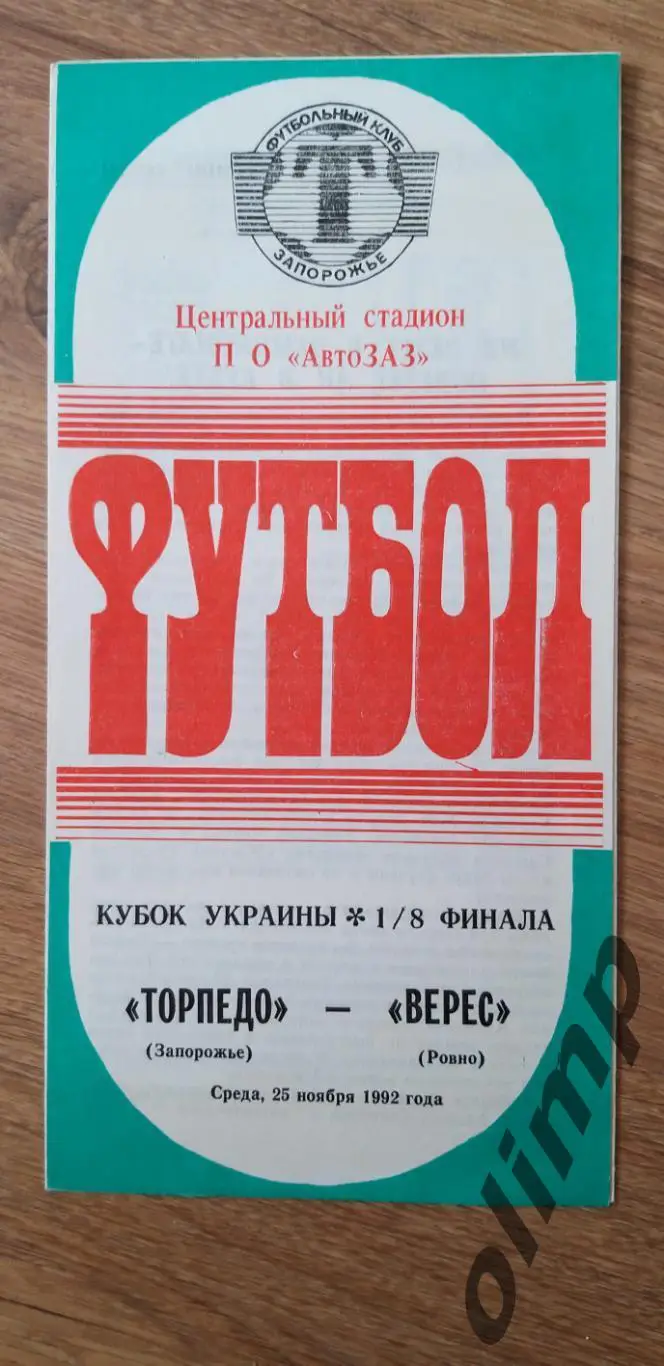 ФУТБОЛЬНЫЙ КЛУБ
Т
ЗАПОРОЖЬЕ
Центральный стадион
П О «АвтоЗАЗ»
ФУТБОЛ
КУБОК УКРАИНЫ * 1/8 ФИНАЛА
«ТОРПЕДО» — «ВЕРЕС»
(Запорожье) (Ровно)
Среда, 25 ноября 1992 года
olimp